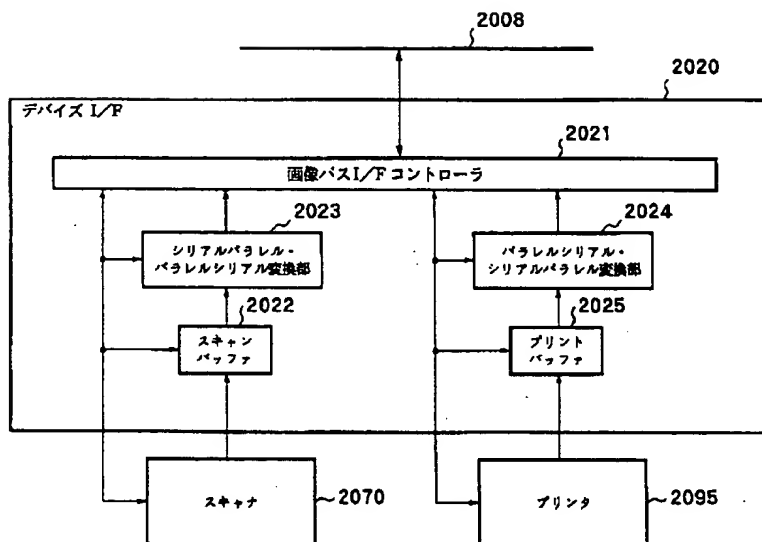 2008
2020
デバイズ I/F
2021
画像バスI/F コントローラ
2023
シリアルパラレル・
パラレルシリアル変換部
2024
パラレルシリアル・
シリアルパラレル変換部
2022
スキャン
バッファ
2025
プリント
バッファ
スキャナ
2070
プリンタ
2095